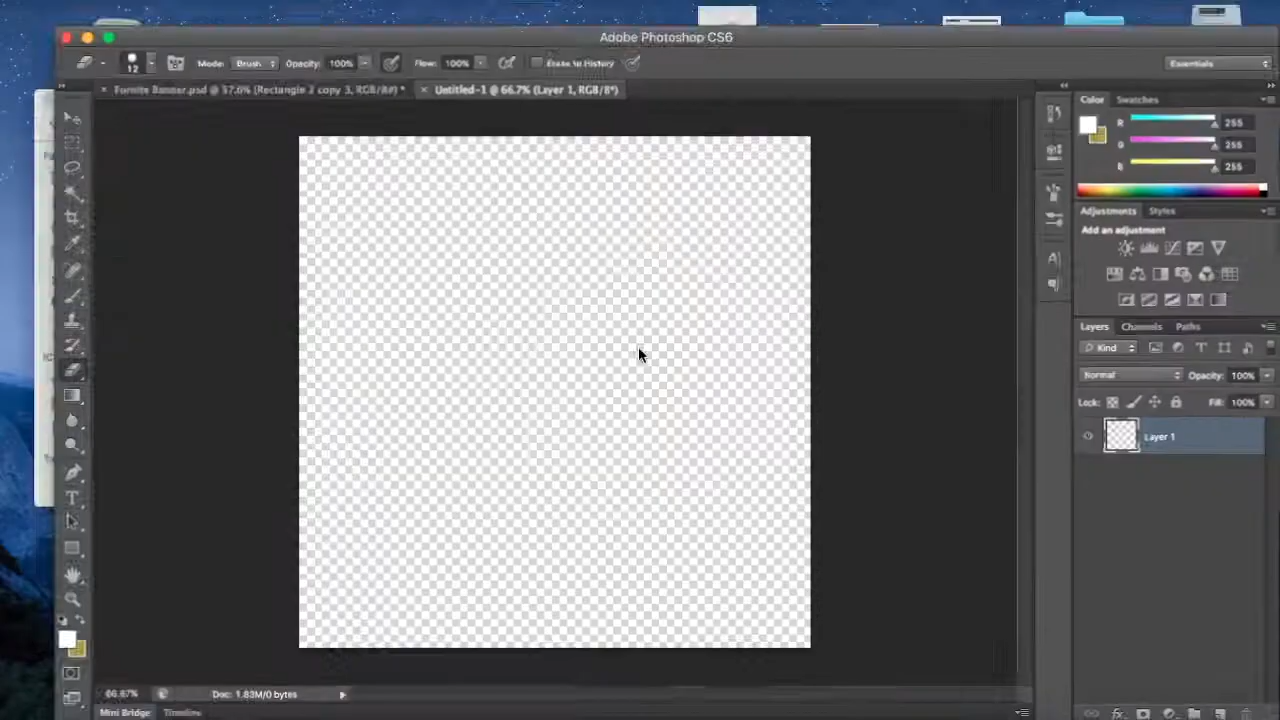 Adobe Photoshop CS6
12 Mode: Brush Opacity: 100% Flow: 100% Erase to History Essentials
Untitled-1 @ 66.7% (Layer 1, RGB/8*)
Color Swatches
R 255
G 255
B 255
Adjustments Styles
Add an adjustment
Layers Channels Paths
Kind
Normal Opacity: 100%
Lock: Fill: 100%
Layer 1
66.67% Doc: 1.83M/0 bytes
Mini Bridge Timeline